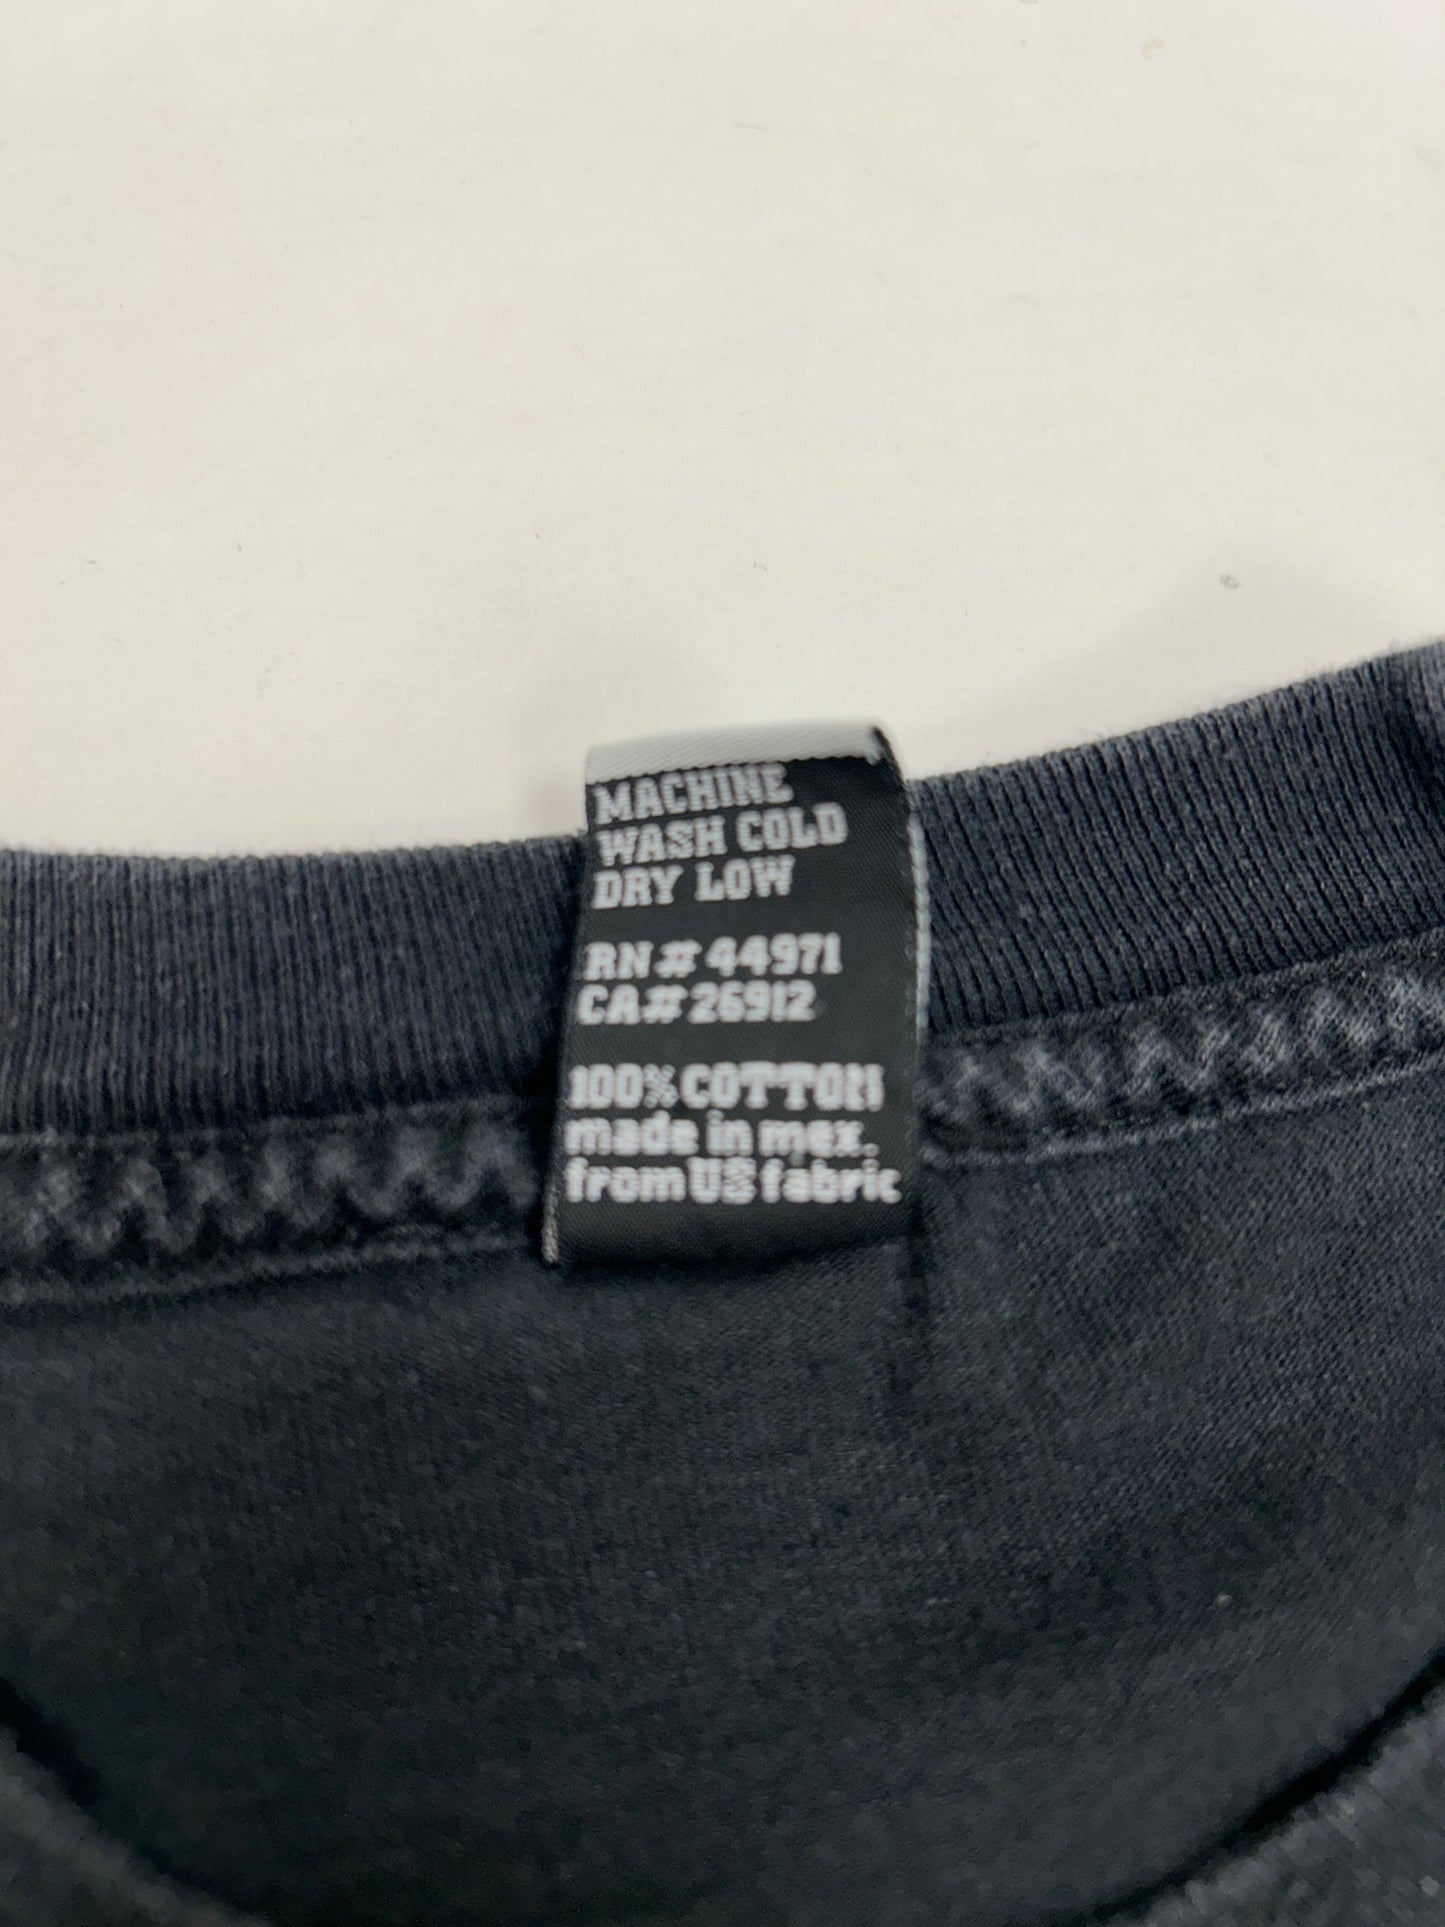 MACHINE
WASH COLD
DRY LOW
RN# 44971
CA# 26912
100% COTTON
made in mex.
from US fabric